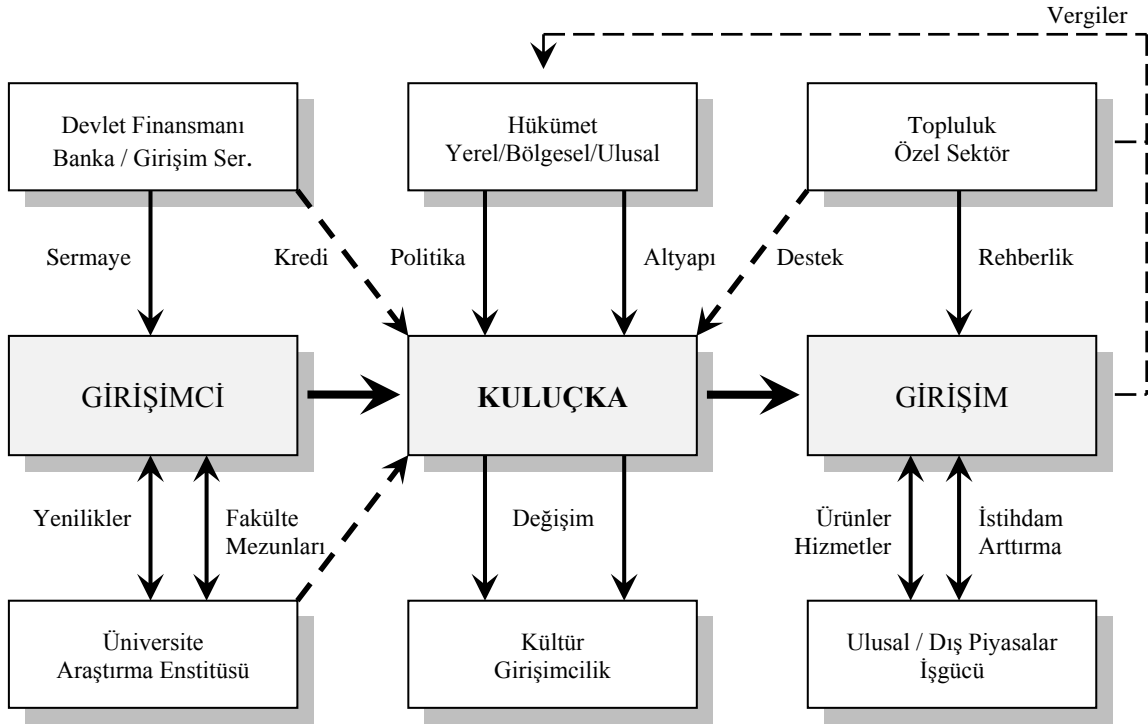 Vergiler
Devlet Finansmanı
Banka / Girişim Ser.
Hükümet
Yerel/Bölgesel/Ulusal
Topluluk
Özel Sektör
Sermaye
Kredi
Politika
Altyapı
Destek
Rehberlik
GİRİŞİMCİ
KULUÇKA
GİRİŞİM
Yenilikler
Fakülte
Mezunları
Değişim
Ürünler
Hizmetler
İstihdam
Arttırma
Üniversite
Araştırma Enstitüsü
Kültür
Girişimcilik
Ulusal / Dış Piyasalar
İşgücü